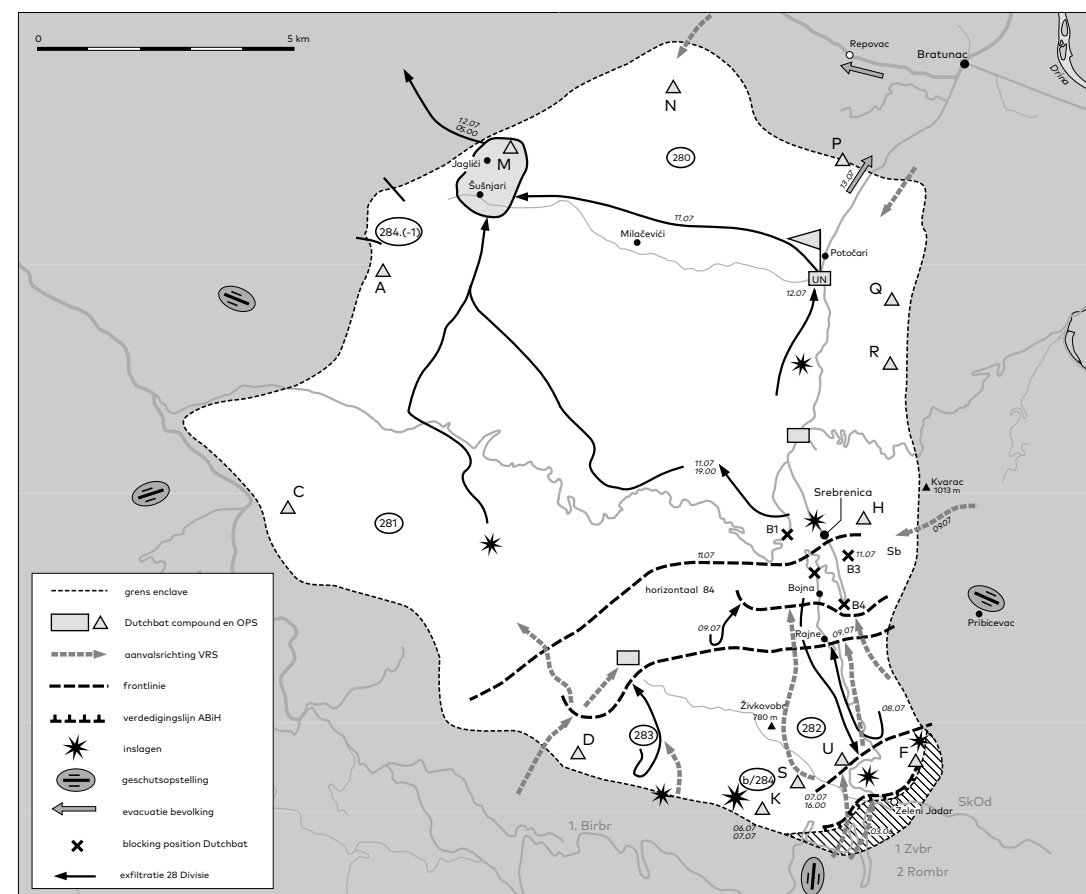 0 5 km
Repovac
Bratunac
Drina
N
12.07
05.00
P
280
Jaglići
M
13.07
Šušnjari
11.07
284.(-1)
Milačevići
Potočari
A
UN
12.07
Q
R
11.07
19.00
Kvarac
1013 m
C
Srebrenica
H
281
B1
09.07
11.07
Sb
11.07
B3
horizontaal 84
Bojna
B4
Pribicevac
09.07
Rajne
09.07
Živkovobr
780 m
08.07
283
282
D
U
F
b/284
S
K
07.07
16.00
Zeleni Jadar
SkOd
06.07
07.07
03.06
1. Birbr
1 Zvbr
2 Rombr
grens enclave
Dutchbat compound en OPS
aanvalsrichting VRS
frontlinie
verdedigingslijn ABiH
inslagen
geschutsopstelling
evacuatie bevolking
blocking position Dutchbat
exfiltratie 28 Divisie